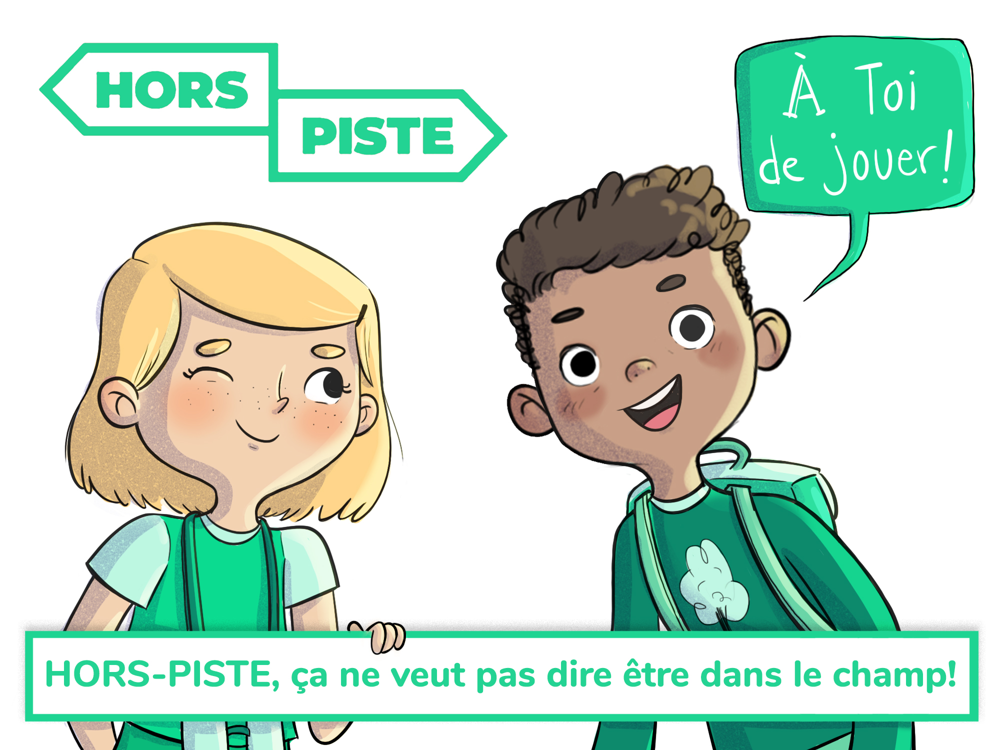 HORS
PISTE
À Toi
de jouer!
HORS-PISTE, ça ne veut pas dire être dans le champ!